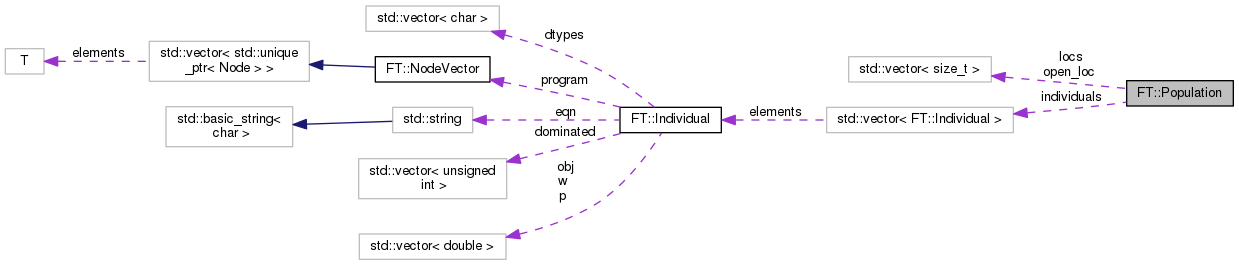 std::vector< char >
dtypes
T
elements
std::vector< std::unique
_ptr< Node > >
FT::NodeVector
program
std::vector< size_t >
locs
open_loc
FT::Population
individuals
std::basic_string<
char >
std::string
eqn
FT::Individual
elements
std::vector< FT::Individual >
dominated
std::vector< unsigned
int >
obj
w
p
std::vector< double >